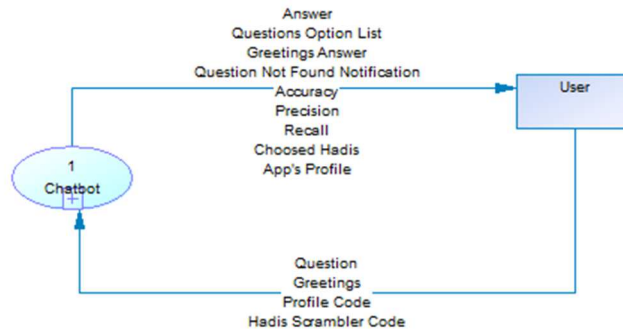 Answer
Questions Option List
Greetings Answer
Question Not Found Notification
Accuracy
Precision
Recall
Choosed Hadis
App's Profile
User
1
Chatbot
Question
Greetings
Profile Code
Hadis Scrambler Code